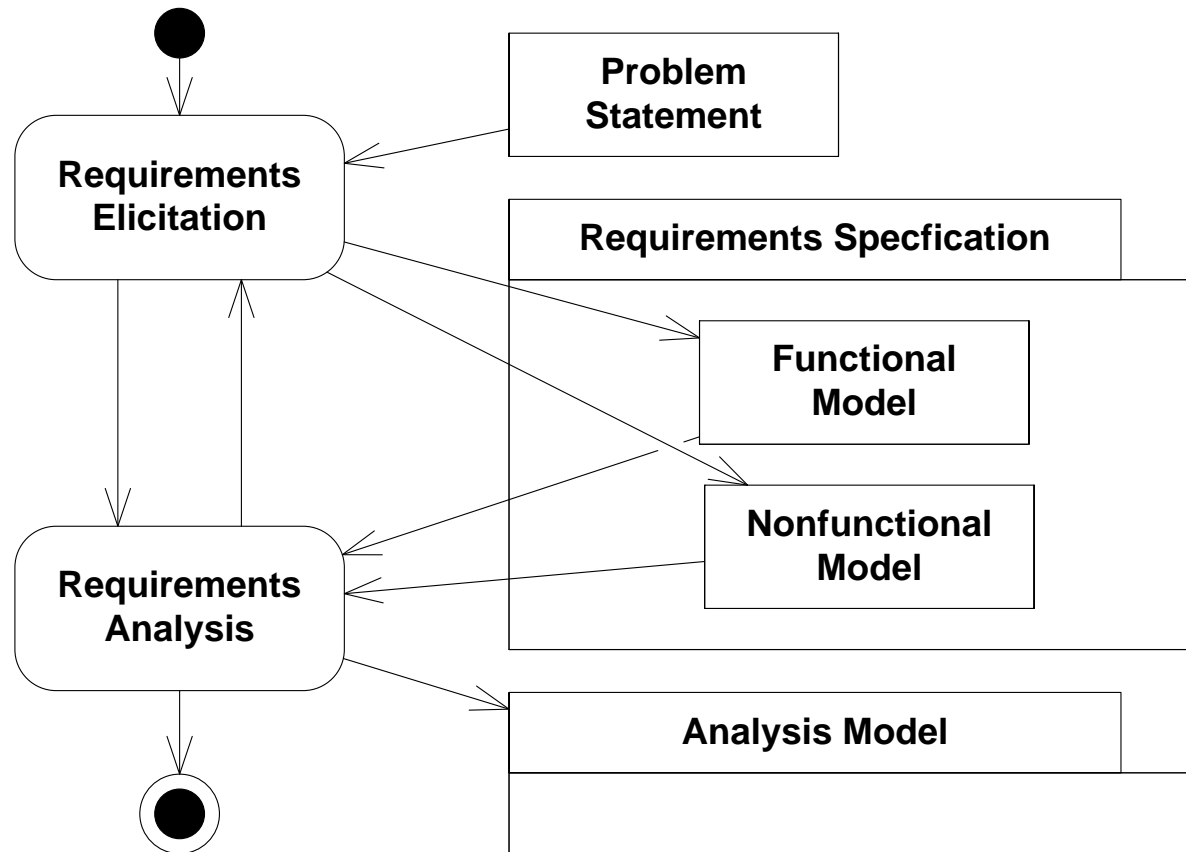 Problem
Statement
Requirements
Elicitation
Requirements Specfication
Functional
Model
Nonfunctional
Model
Requirements
Analysis
Analysis Model